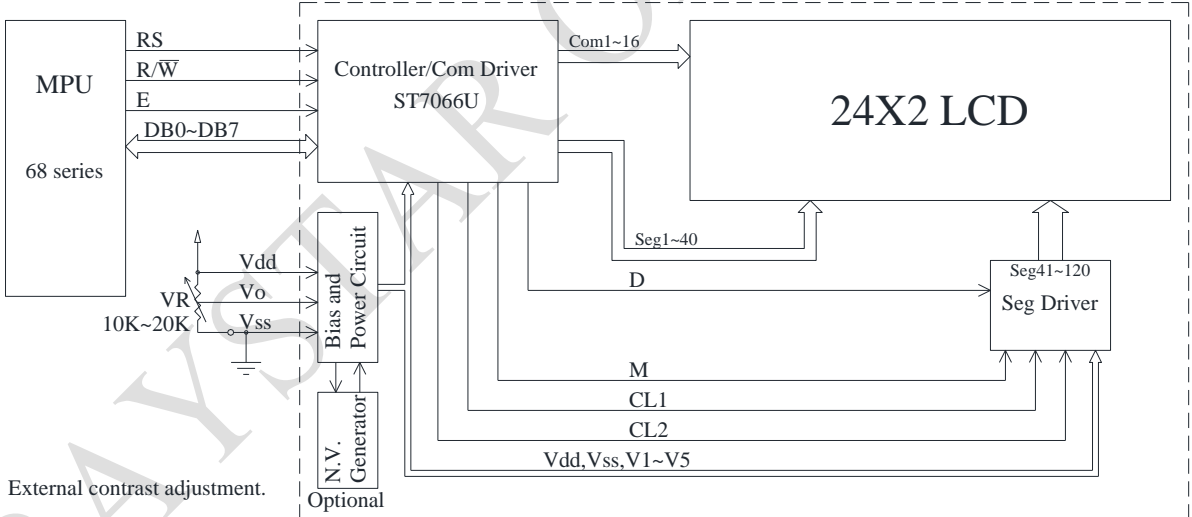 MPU
68 series
RS
R/W̅
E
DB0~DB7
Controller/Com Driver
ST7066U
Com1~16
24X2 LCD
Seg1~40
D
Seg41~120
Seg Driver
Vdd
Vo
Vss
VR
10K~20K
Bias and
Power Circuit
M
CL1
CL2
Vdd,Vss,V1~V5
N.V.
Generator
Optional
External contrast adjustment.
RAYSTAR O